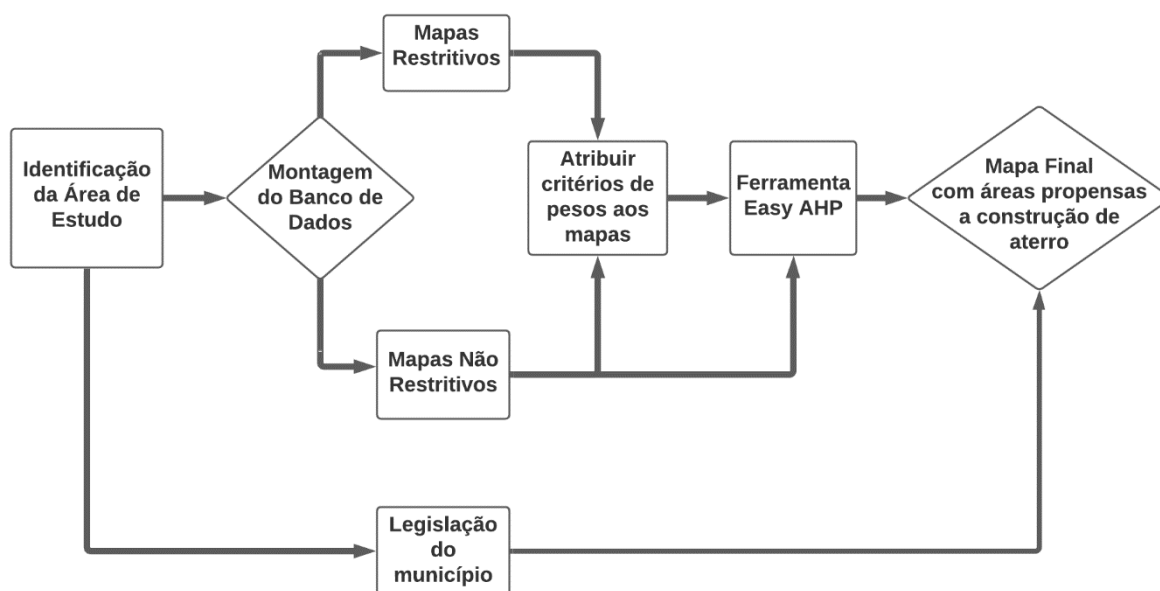 Mapas
Restritivos
Identificação
da Área de
Estudo
Montagem
do Banco de
Dados
Atribuir
critérios de
pesos aos
mapas
Ferramenta
Easy AHP
Mapa Final
com áreas propensas
a construção de
aterro
Mapas Não
Restritivos
Legislação
do
município